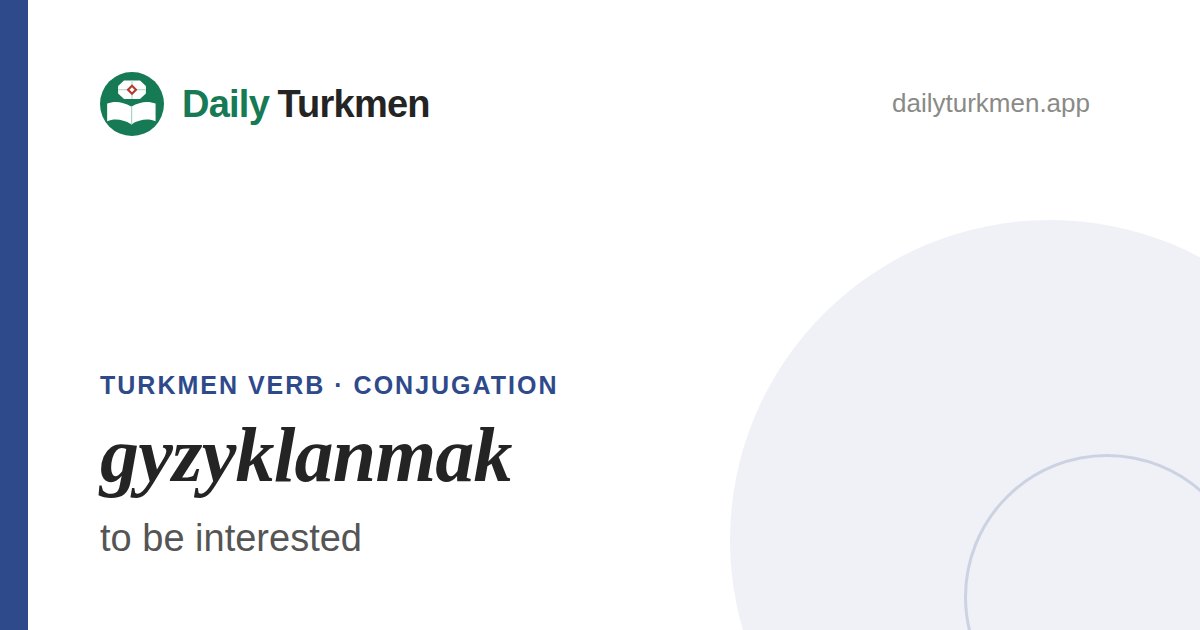 Daily Turkmen
dailyturkmen.app
TURKMEN VERB · CONJUGATION
gyzyklanmak
to be interested